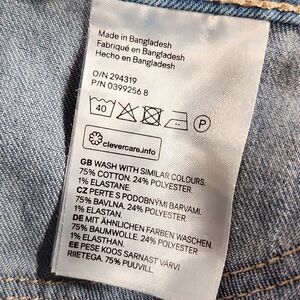 Made in Bangladesh
Fabriqué en Bangladesh
Hecho en Bangladesh
O/N 294319
P/N 0399256 8
40
P
clevercare.info
GB WASH WITH SIMILAR COLOURS.
75% COTTON. 24% POLYESTER.
1% ELASTANE.
CZ PERTE S PODOBNÝMI BARVAMI.
75% BAVLNA. 24% POLYESTER.
1% ELASTAN.
DE MIT ÄHNLICHEN FARBEN WASCHEN.
75% BAUMWOLLE. 24% POLYESTER.
1% ELASTHAN.
EE PESE KOOS SARNAST VÄRVI
RIIETEGA. 75% PUUVILL.